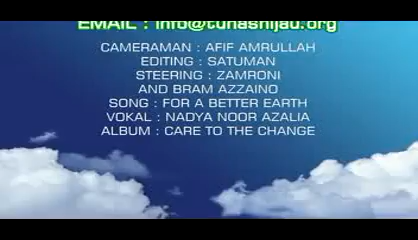 EMAIL : info@tunashijau.org
CAMERAMAN : AFIF AMRULLAH
EDITING : SATUMAN
STEERING : ZAMRONI
AND BRAM AZZAINO
SONG : FOR A BETTER EARTH
VOKAL : NADYA NOOR AZALIA
ALBUM : CARE TO THE CHANGE